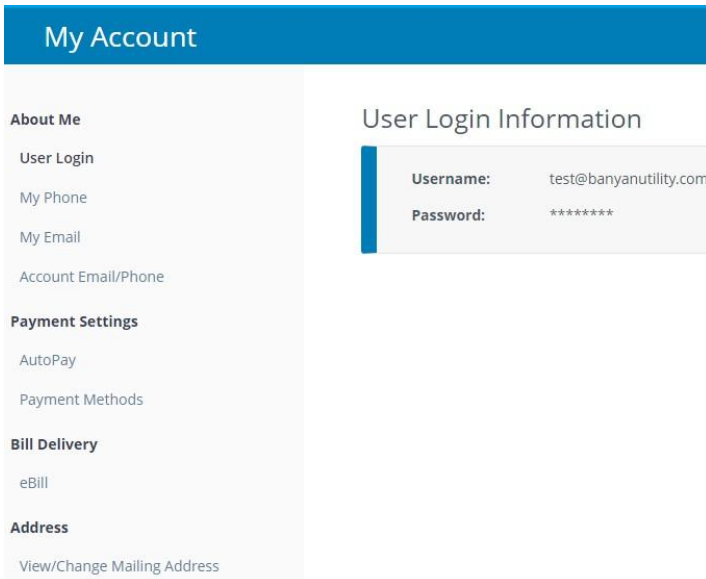 My Account
About Me
User Login
My Phone
My Email
Account Email/Phone
Payment Settings
AutoPay
Payment Methods
Bill Delivery
eBill
Address
View/Change Mailing Address
User Login Information
Username: test@banyanutility.com
Password: ********